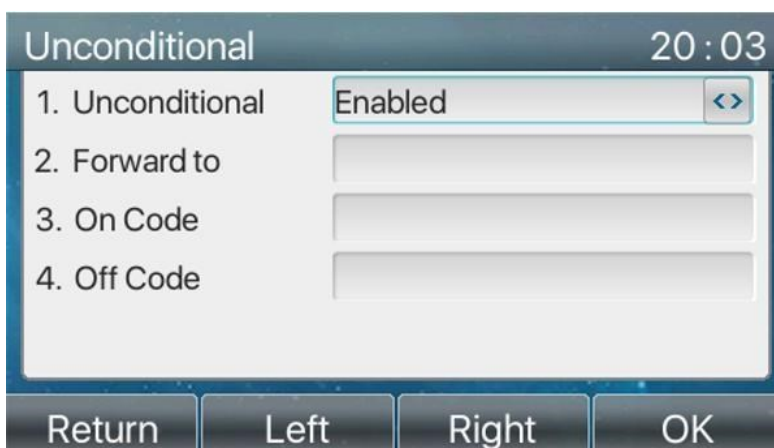 Unconditional 20:03
1. Unconditional Enabled <>
2. Forward to
3. On Code
4. Off Code
Return Left Right OK